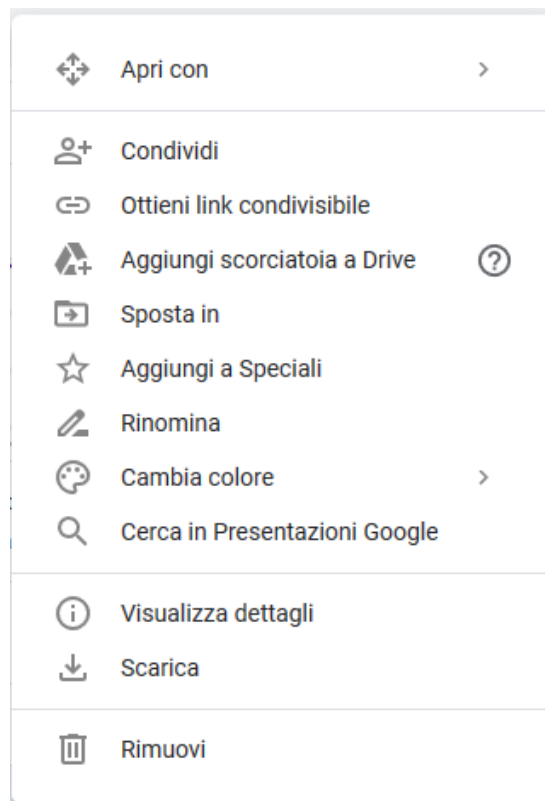 Apri con
Condividi
Ottieni link condivisibile
Aggiungi scorciatoia a Drive
Sposta in
Aggiungi a Speciali
Rinomina
Cambia colore
Cerca in Presentazioni Google
Visualizza dettagli
Scarica
Rimuovi